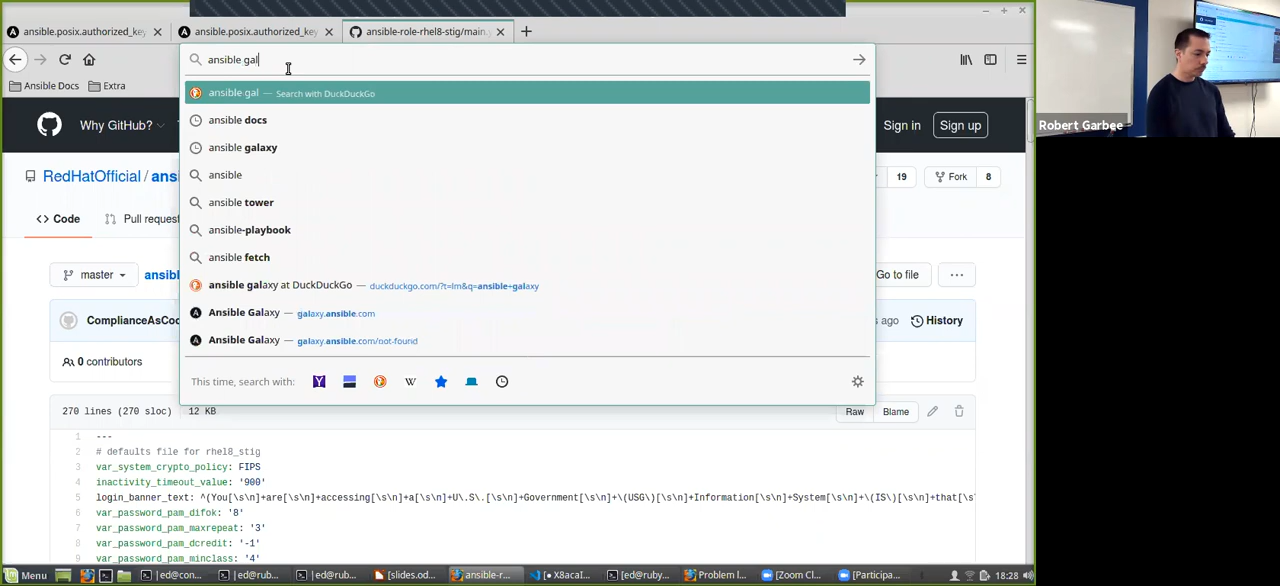 ansible.posix.authorized_key
ansible.posix.authorized_key
ansible-role-rhel8-stig/main.y
ansible gal
Ansible Docs
Extra
ansible gal — Search with DuckDuckGo
ansible docs
ansible galaxy
ansible
ansible tower
ansible-playbook
ansible fetch
ansible galaxy at DuckDuckGo — duckduckgo.com/?t=lm&q=ansible+galaxy
Ansible Galaxy — galaxy.ansible.com
Ansible Galaxy — galaxy.ansible.com/not-found
This time, search with:
Why GitHub?
Sign in
Sign up
RedHatOfficial / ans
19
Fork 8
Code
Pull request
master
ansibl
Go to file
ComplianceAsCoc
s ago
History
0 contributors
270 lines (270 sloc) 12 KB
Raw
Blame
1 ---
2 # defaults file for rhel8_stig
3 var_system_crypto_policy: FIPS
4 inactivity_timeout_value: '900'
5 login_banner_text: ^(You[\s\n]+are[\s\n]+accessing[\s\n]+a[\s\n]+U\.S\.[\s\n]+Government[\s\n]+\(USG\)[\s\n]+Information[\s\n]+System[\s\n]+\(IS\)[\s\n]+that[\s
6 var_password_pam_difok: '8'
7 var_password_pam_maxrepeat: '3'
8 var_password_pam_dcredit: '-1'
9 var_password_pam_minclass: '4'
Menu
[ed@con...
[ed@rub...
[ed@rub...
[slides.od...
ansible-r...
[• X8acaI...
[ed@ruby...
[Problem l...
[Zoom Cl...
[Participa...
18:28
Robert Garbee